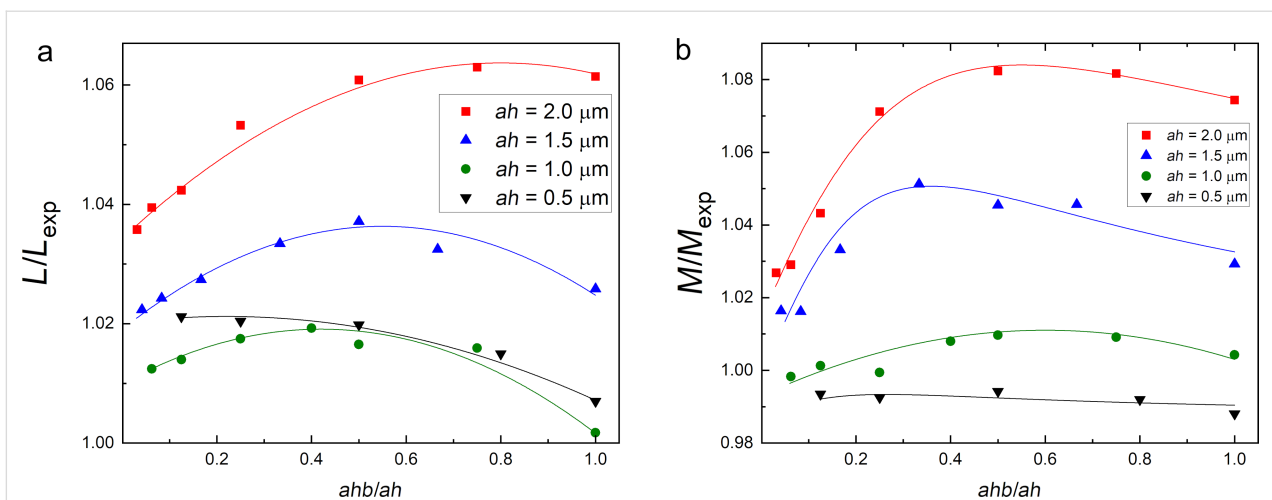 a
L/Lexp
1.06
1.04
1.02
1.00
ah = 2.0 μm
ah = 1.5 μm
ah = 1.0 μm
ah = 0.5 μm
0.2 0.4 0.6 0.8 1.0
ahb/ah
b
M/Mexp
1.08
1.06
1.04
1.02
1.00
0.98
ah = 2.0 μm
ah = 1.5 μm
ah = 1.0 μm
ah = 0.5 μm
0.2 0.4 0.6 0.8 1.0
ahb/ah